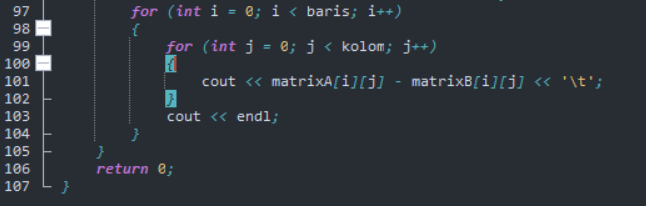 97 for (int i = 0; i < baris; i++)
98 {
99 for (int j = 0; j < kolom; j++)
100 {
101 cout << matrixA[i][j] - matrixB[i][j] << '\t';
102 }
103 cout << endl;
104 }
105 }
106 return 0;
107 }